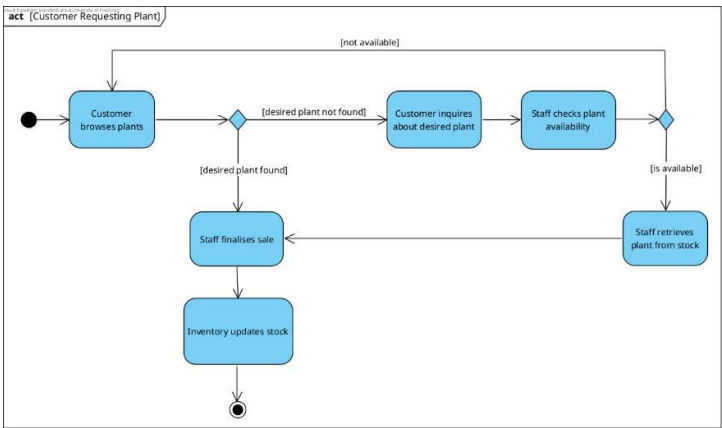 act [Customer Requesting Plant]
[not available]
Customer
browses plants
[desired plant not found]
Customer inquires
about desired plant
Staff checks plant
availability
[desired plant found]
[is available]
Staff finalises sale
Staff retrieves
plant from stock
Inventory updates stock